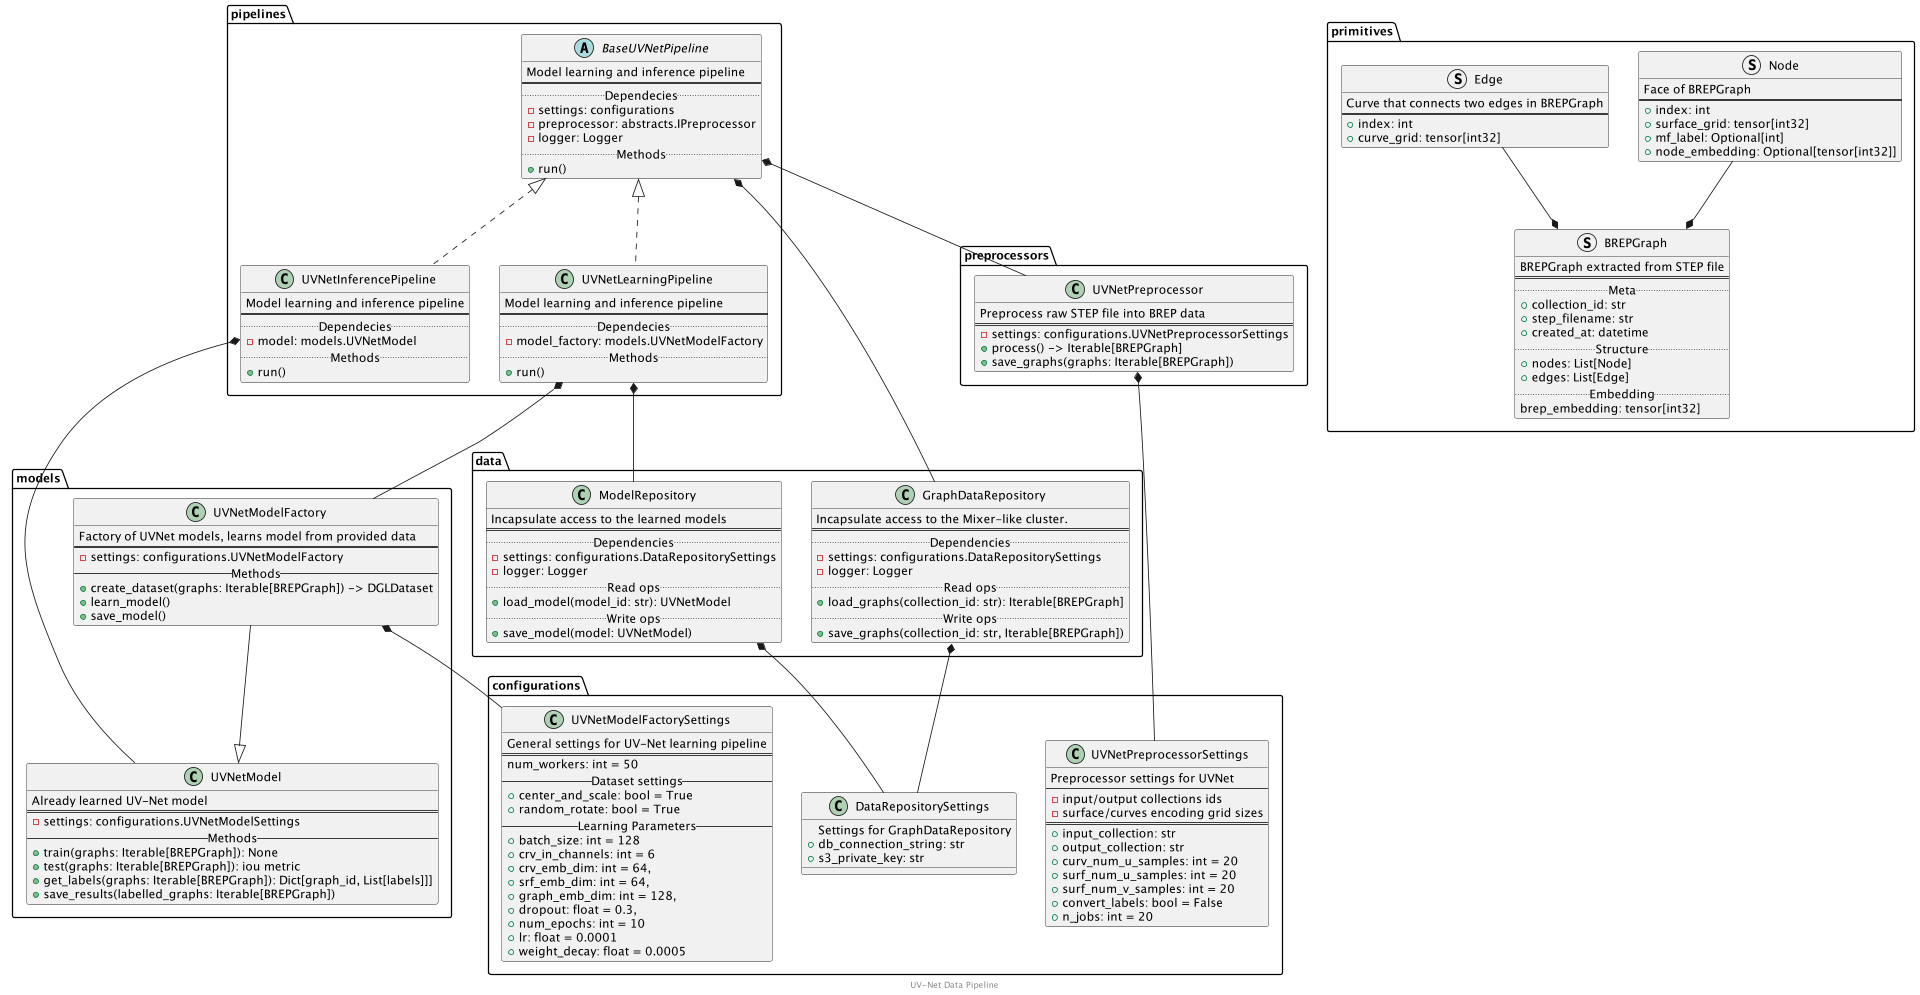 pipelines
A BaseUVNetPipeline
Model learning and inference pipeline
Dependecies
settings: configurations
preprocessor: abstracts.IPreprocessor
logger: Logger
Methods
run()
C UVNetInferencePipeline
Model learning and inference pipeline
Dependecies
model: models.UVNetModel
Methods
run()
C UVNetLearningPipeline
Model learning and inference pipeline
Dependecies
model_factory: models.UVNetModelFactory
Methods
run()
preprocessors
C UVNetPreprocessor
Preprocess raw STEP file into BREP data
settings: configurations.UVNetPreprocessorSettings
process() -> Iterable[BREPGraph]
save_graphs(graphs: Iterable[BREPGraph])
primitives
S Edge
Curve that connects two edges in BREPGraph
index: int
curve_grid: tensor[int32]
S Node
Face of BREPGraph
index: int
surface_grid: tensor[int32]
mf_label: Optional[int]
node_embedding: Optional[tensor[int32]]
S BREPGraph
BREPGraph extracted from STEP file
Meta
collection_id: str
step_filename: str
created_at: datetime
Structure
nodes: List[Node]
edges: List[Edge]
Embedding
brep_embedding: tensor[int32]
models
C UVNetModelFactory
Factory of UVNet models, learns model from provided data
settings: configurations.UVNetModelFactory
Methods
create_dataset(graphs: Iterable[BREPGraph]) -> DGLDataset
learn_model()
save_model()
C UVNetModel
Already learned UV-Net model
settings: configurations.UVNetModelSettings
Methods
train(graphs: Iterable[BREPGraph]): None
test(graphs: Iterable[BREPGraph]): iou metric
get_labels(graphs: Iterable[BREPGraph]): Dict[graph_id, List[labels]]]
save_results(labelled_graphs: Iterable[BREPGraph])
data
C ModelRepository
Incapsulate access to the learned models
Dependencies
settings: configurations.DataRepositorySettings
logger: Logger
Read ops
load_model(model_id: str): UVNetModel
Write ops
save_model(model: UVNetModel)
C GraphDataRepository
Incapsulate access to the Mixer-like cluster.
Dependencies
settings: configurations.DataRepositorySettings
logger: Logger
Read ops
load_graphs(collection_id: str): Iterable[BREPGraph]
Write ops
save_graphs(collection_id: str, Iterable[BREPGraph])
configurations
C UVNetModelFactorySettings
General settings for UV-Net learning pipeline
num_workers: int = 50
Dataset settings
center_and_scale: bool = True
random_rotate: bool = True
Learning Parameters
batch_size: int = 128
crv_in_channels: int = 6
crv_emb_dim: int = 64,
srf_emb_dim: int = 64,
graph_emb_dim: int = 128,
dropout: float = 0.3,
num_epochs: int = 10
lr: float = 0.0001
weight_decay: float = 0.0005
C DataRepositorySettings
Settings for GraphDataRepository
db_connection_string: str
s3_private_key: str
C UVNetPreprocessorSettings
Preprocessor settings for UVNet
input/output collections ids
surface/curves encoding grid sizes
input_collection: str
output_collection: str
curv_num_u_samples: int = 20
surf_num_u_samples: int = 20
surf_num_v_samples: int = 20
convert_labels: bool = False
n_jobs: int = 20
UV-Net Data Pipeline